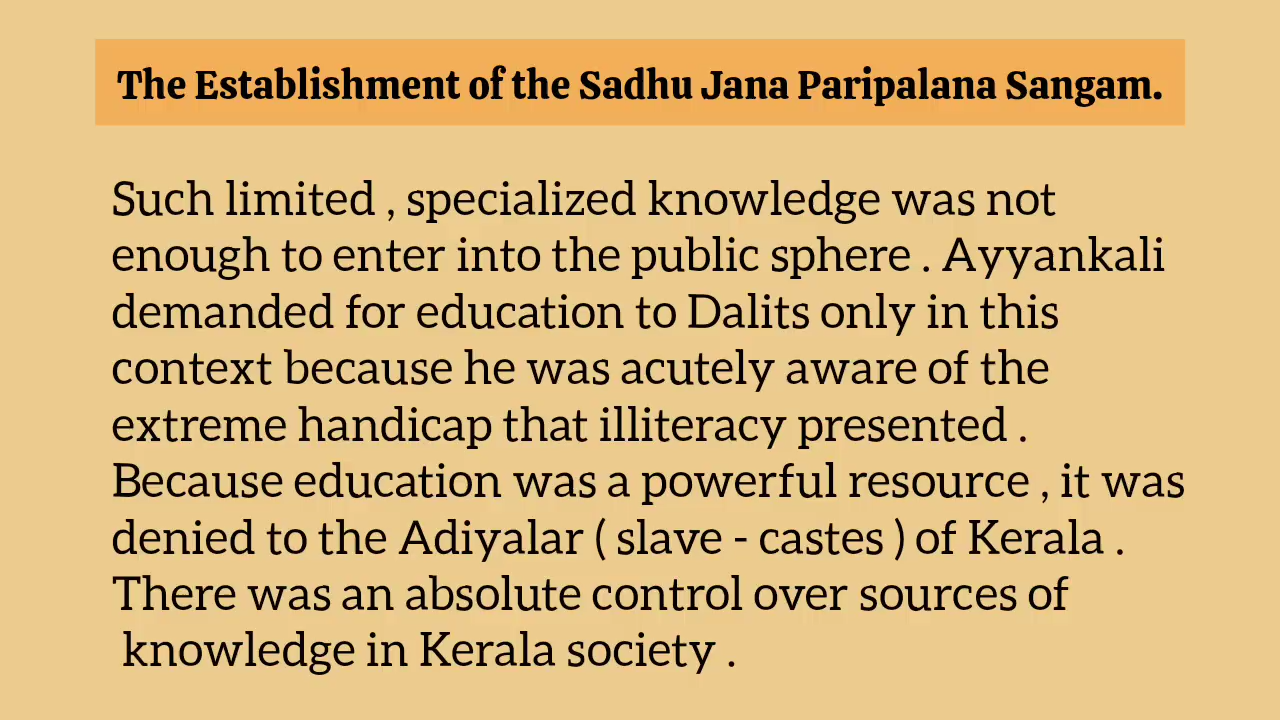 The Establishment of the Sadhu Jana Paripalana Sangam.
Such limited , specialized knowledge was not
enough to enter into the public sphere . Ayyankali
demanded for education to Dalits only in this
context because he was acutely aware of the
extreme handicap that illiteracy presented .
Because education was a powerful resource , it was
denied to the Adiyalar ( slave - castes ) of Kerala .
There was an absolute control over sources of
knowledge in Kerala society .